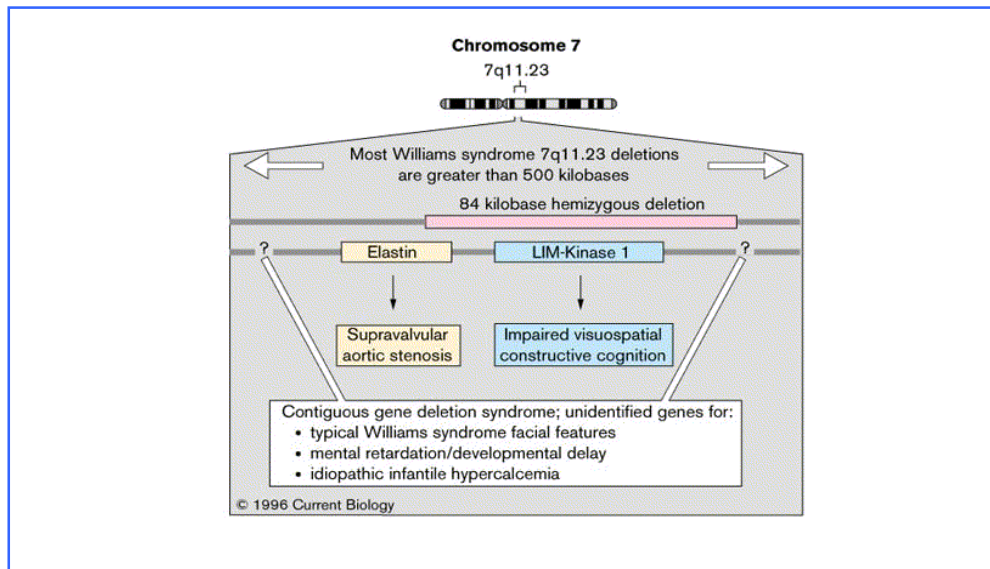 Chromosome 7
7q11.23
Most Williams syndrome 7q11.23 deletions
are greater than 500 kilobases
84 kilobase hemizygous deletion
?
Elastin
LIM-Kinase 1
?
Supravalvular
aortic stenosis
Impaired visuospatial
constructive cognition
Contiguous gene deletion syndrome; unidentified genes for:
• typical Williams syndrome facial features
• mental retardation/developmental delay
• idiopathic infantile hypercalcemia
© 1996 Current Biology